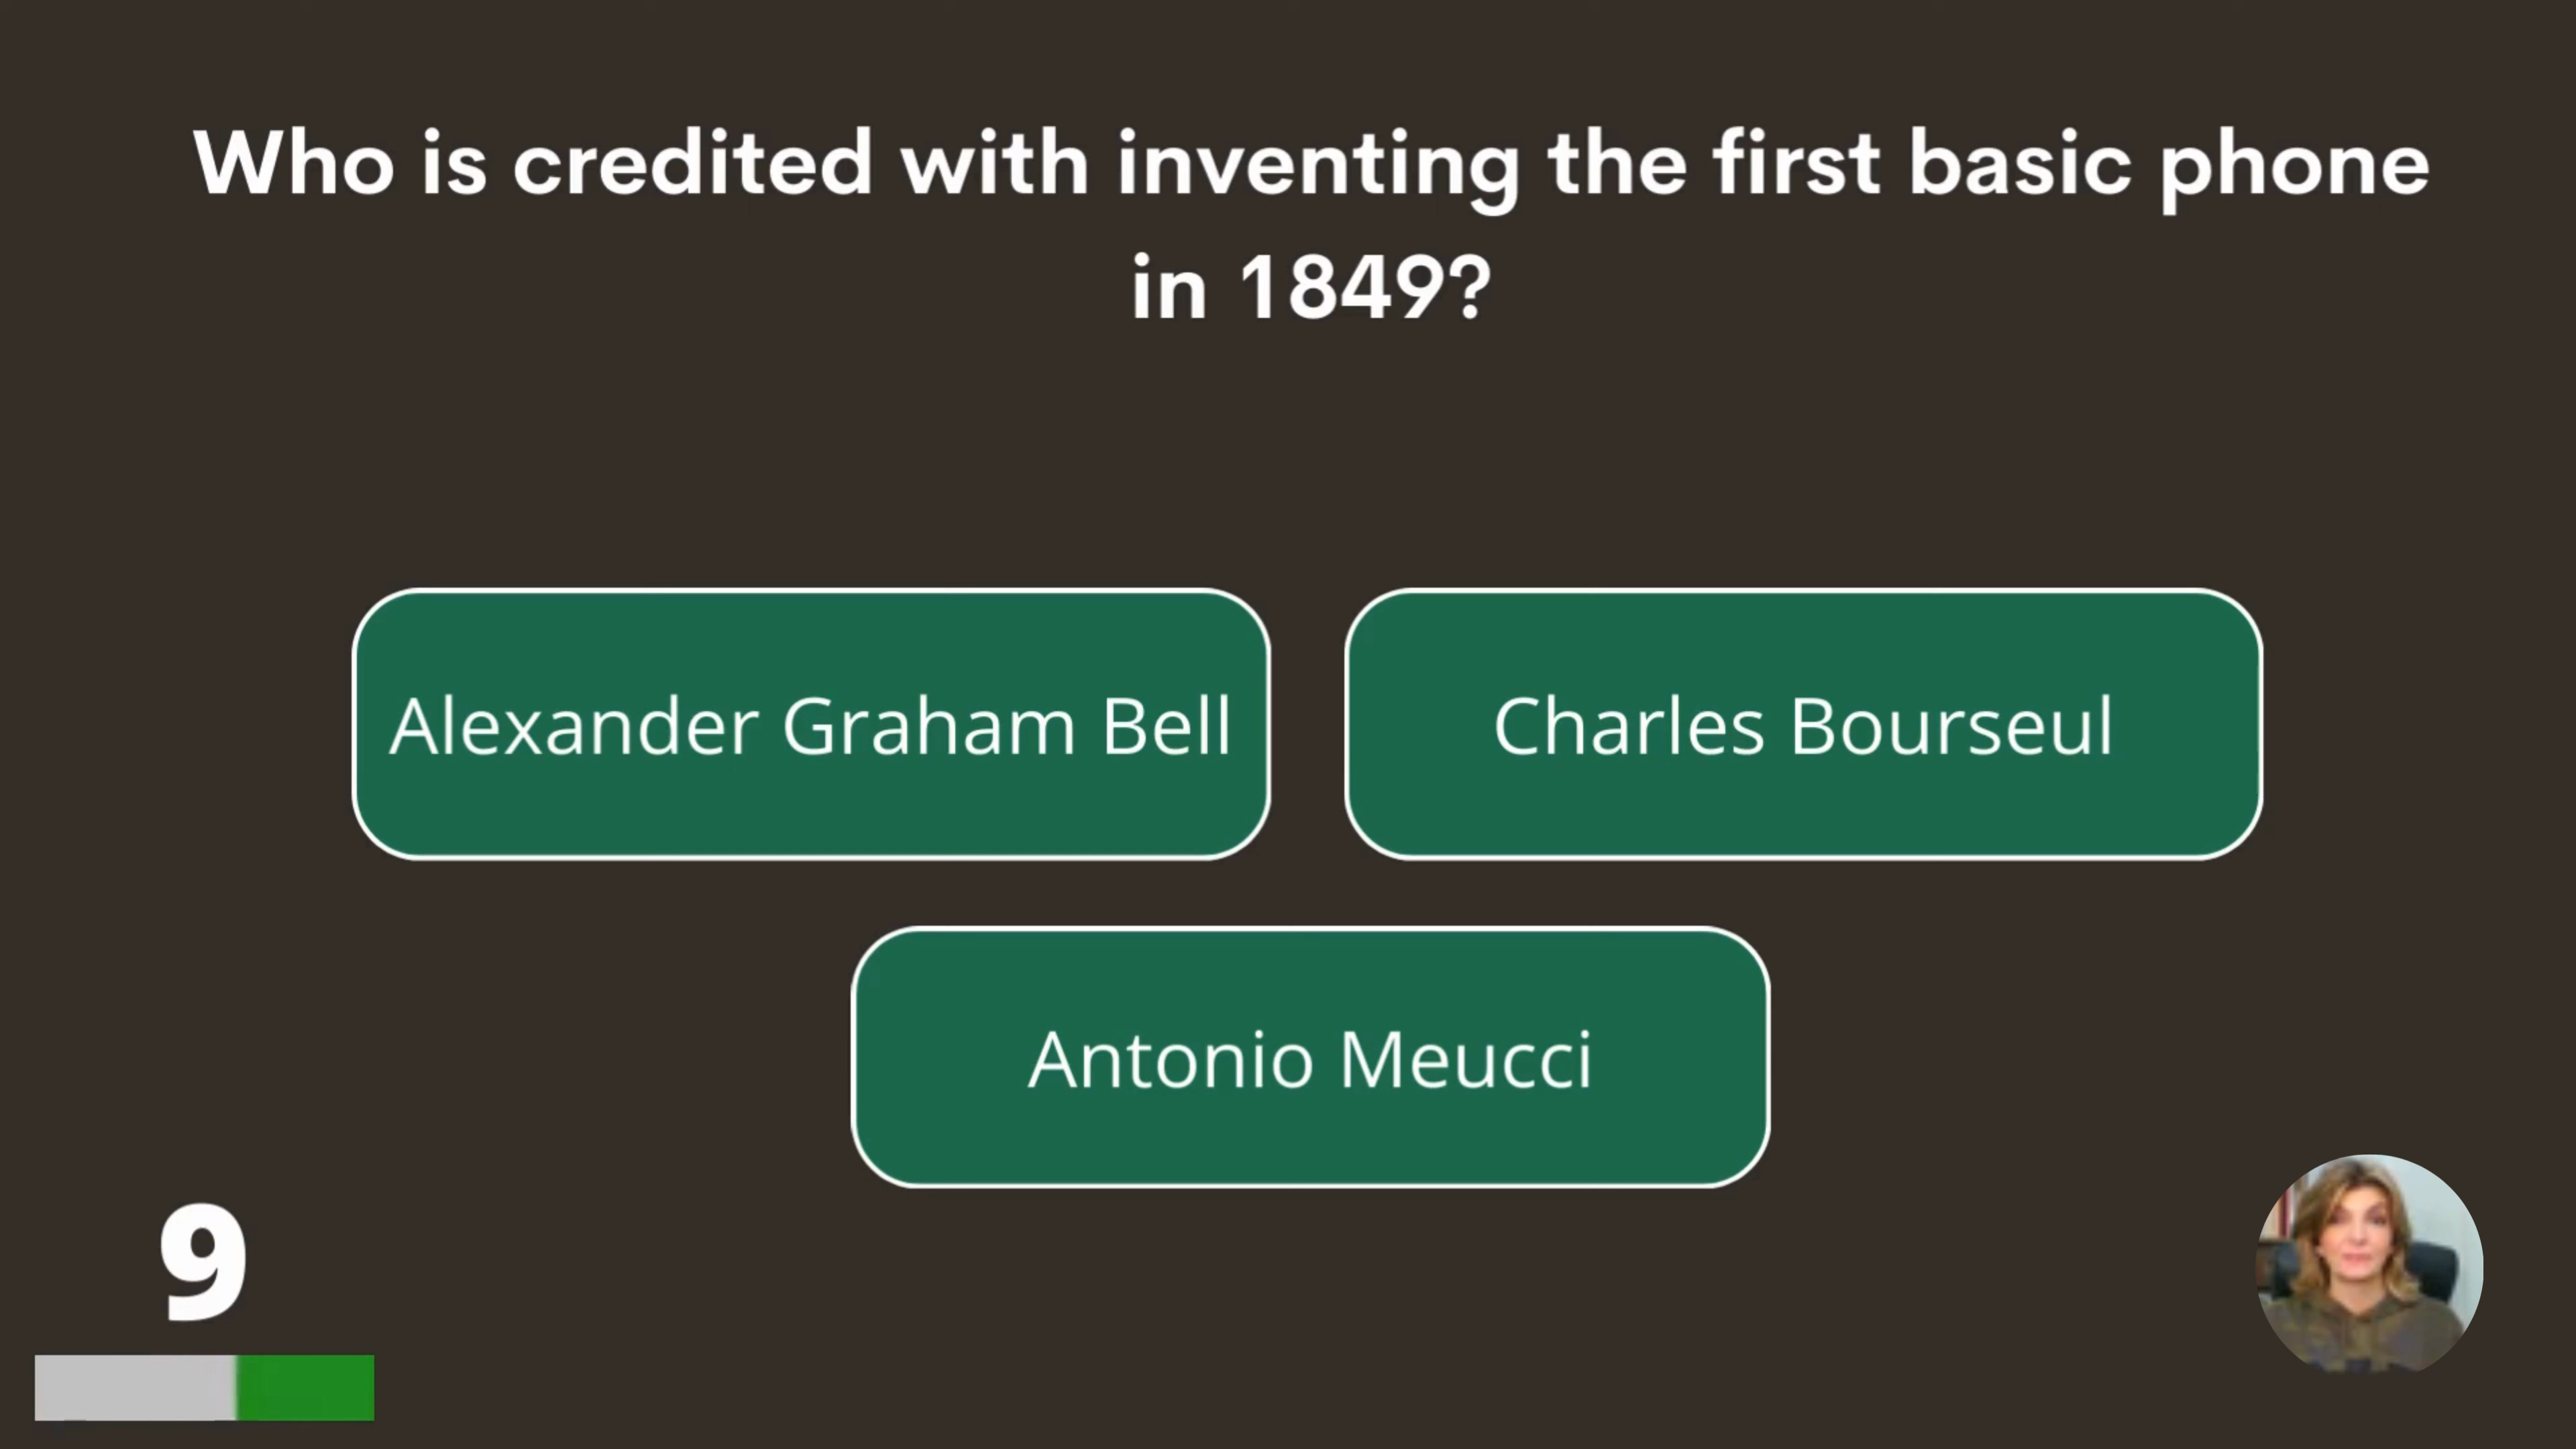 Who is credited with inventing the first basic phone
in 1849?
Alexander Graham Bell
Charles Bourseul
Antonio Meucci
9